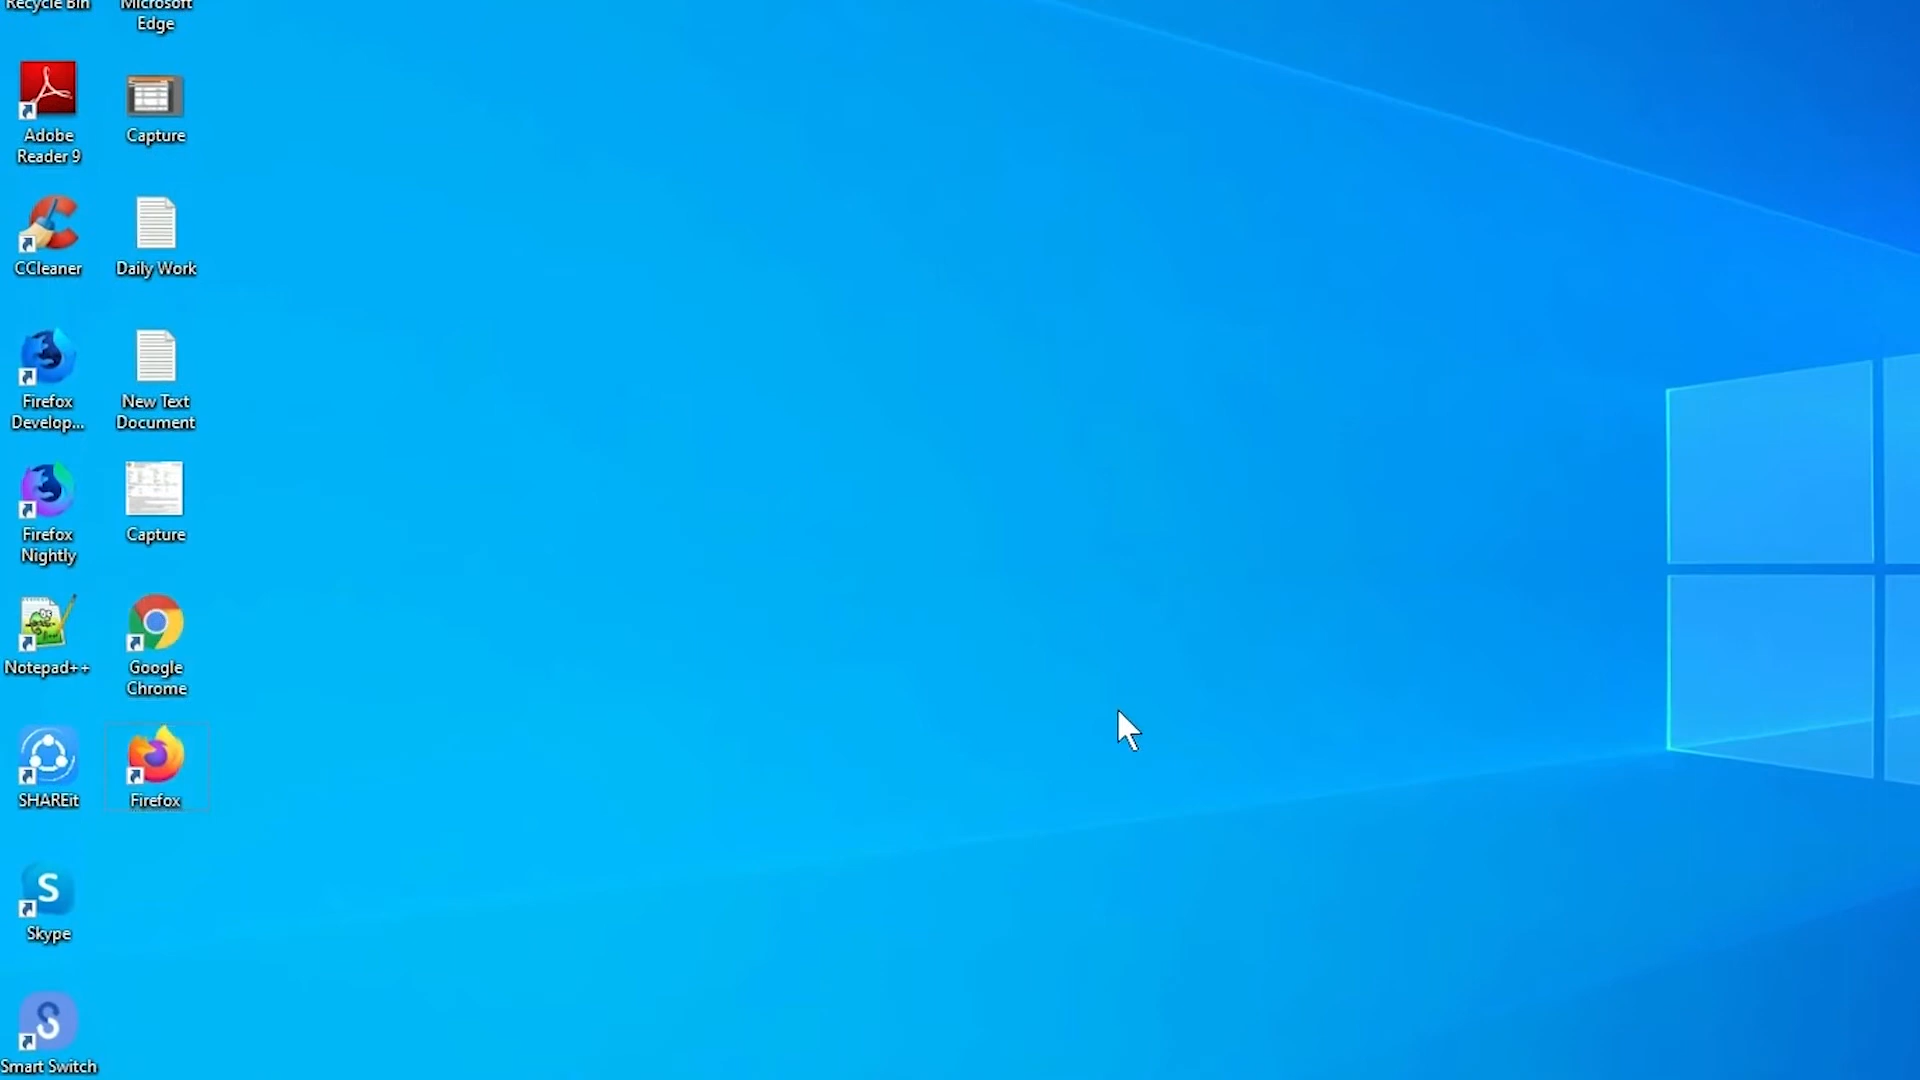 Recycle Bin
Microsoft
Edge
Adobe
Reader 9
Capture
CCleaner
Daily Work
Firefox
Develop...
New Text
Document
Firefox
Nightly
Capture
Notepad++
Google
Chrome
SHAREit
Firefox
Skype
Smart Switch